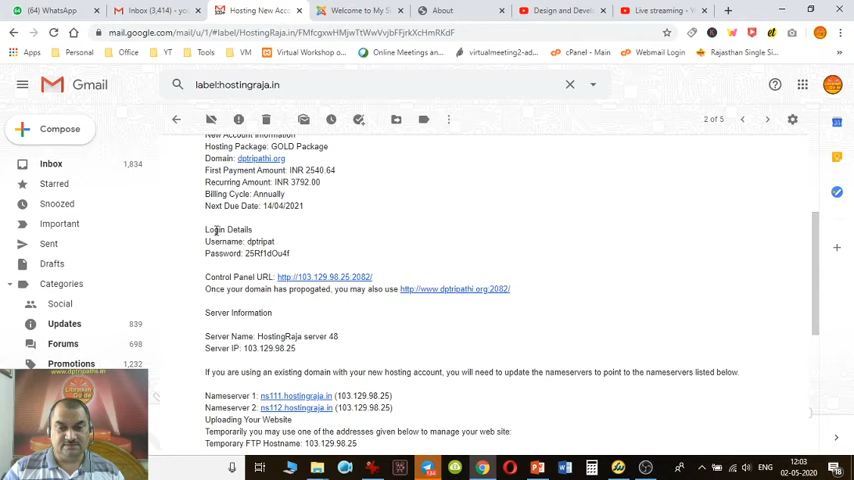 (64) WhatsApp
Inbox (3,414) - yo
Hosting New Acco
Welcome to My Si
About
Design and Devel
Live streaming - Y
mail.google.com/mail/u/1/#label/HostingRaja.in/FMfcgxwHMjwTtWwVvjbFFjrkXcHmRKdF
Apps
Personal
Office
YT
Tools
Virtual Workshop o...
Online Meetings an...
virtualmeeting2-ad...
cPanel - Main
Webmail Login
Rajasthan Single Si...
Gmail
label:hostingraja.in
Compose
2 of 5
Inbox 1,834
Starred
Snoozed
Important
Sent
Drafts
Categories
Social
Updates 839
Forums 698
Promotions 1,232
New Account Information
Hosting Package: GOLD Package
Domain: dptripathi.org
First Payment Amount: INR 2540.64
Recurring Amount: INR 3792.00
Billing Cycle: Annually
Next Due Date: 14/04/2021
Login Details
Username: dptripat
Password: 25Rf1dOu4f
Control Panel URL: http://103.129.98.25:2082/
Once your domain has propogated, you may also use http://www.dptripathi.org:2082/
Server Information
Server Name: HostingRaja server 48
Server IP: 103.129.98.25
If you are using an existing domain with your new hosting account, you will need to update the nameservers to point to the nameservers listed below.
Nameserver 1: ns111.hostingraja.in (103.129.98.25)
Nameserver 2: ns112.hostingraja.in (103.129.98.25)
Uploading Your Website
Temporarily you may use one of the addresses given below to manage your web site:
Temporary FTP Hostname: 103.129.98.25
ENG
12:03
02-05-2020